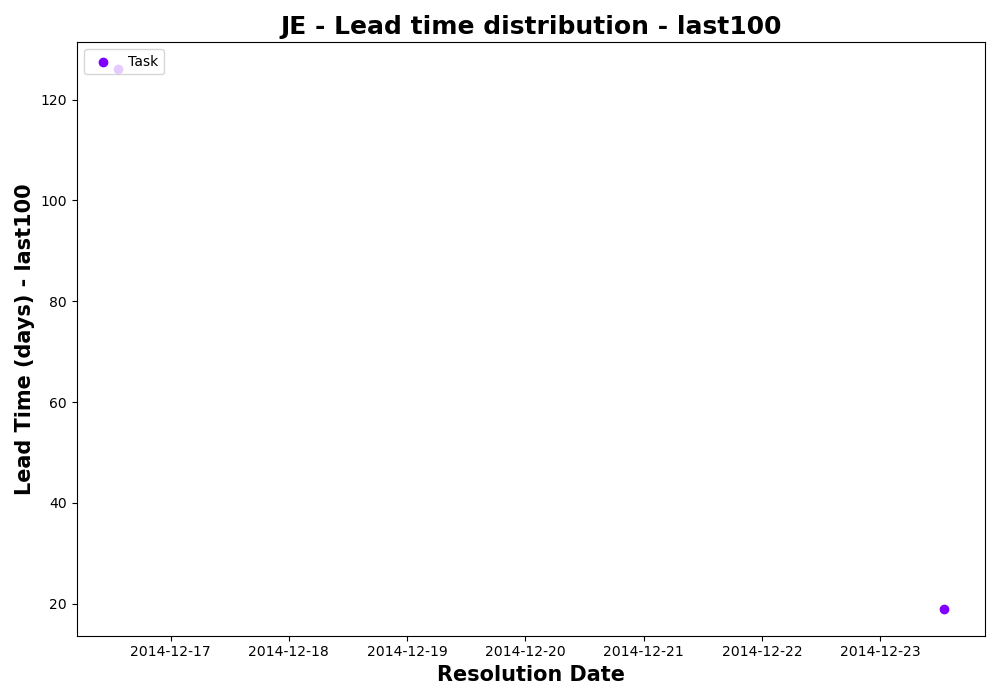 JE - Lead time distribution - last100
Task
120
100
80
60
40
20
Lead Time (days) - last100
2014-12-17 2014-12-18 2014-12-19 2014-12-20 2014-12-21 2014-12-22 2014-12-23
Resolution Date